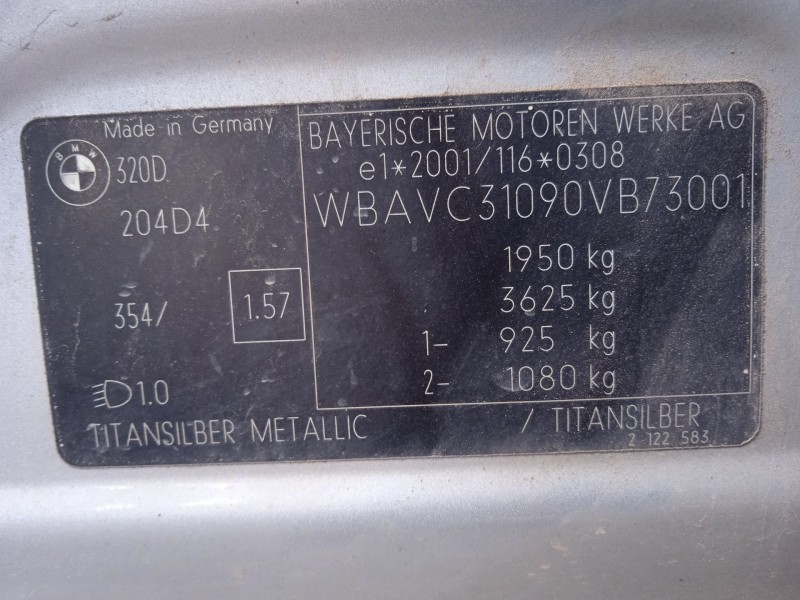 Made in Germany
BMW
320D
204D4
354/
1.57
1.0
TITANSILBER METALLIC / TITANSILBER
2 122 583
BAYERISCHE MOTOREN WERKE AG
e1*2001/116*0308
WBAVC31090VB73001
1950 kg
3625 kg
1- 925 kg
2- 1080 kg